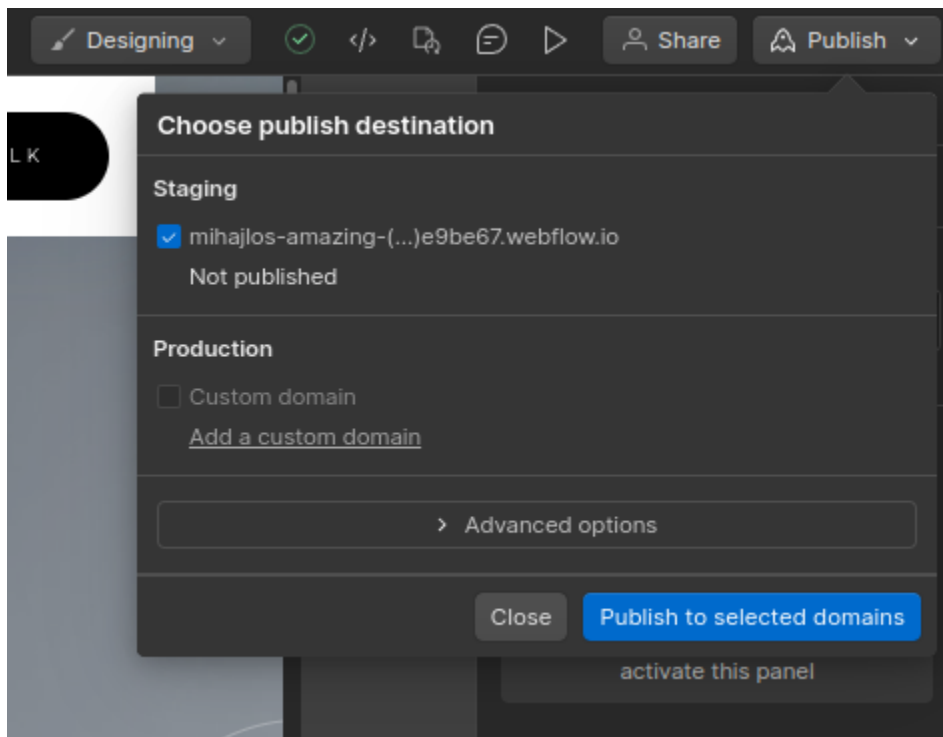 Designing
</>
Share
Publish
LK
Choose publish destination
Staging
mihajlos-amazing-(...)e9be67.webflow.io
Not published
Production
Custom domain
Add a custom domain
Advanced options
Close
Publish to selected domains
activate this panel